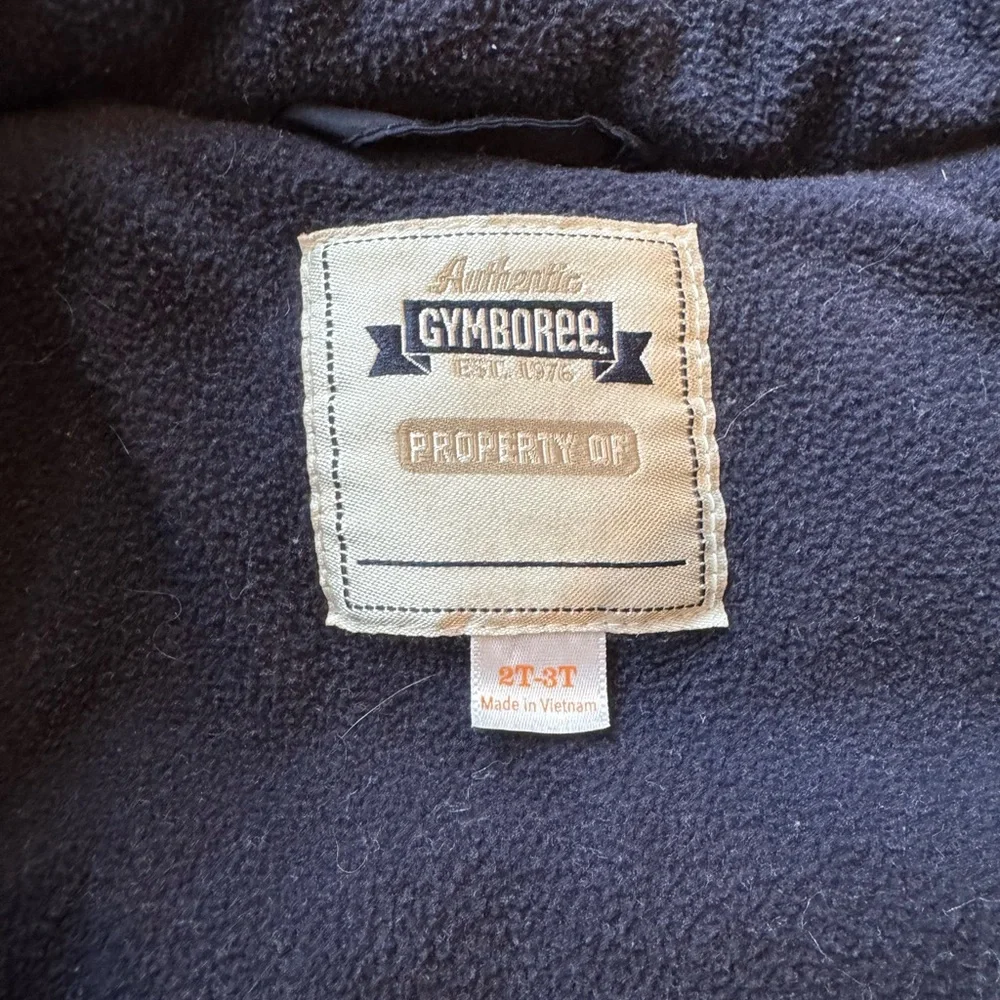 Authentic
GYMBOREE
EST. 1976
PROPERTY OF
2T-3T
Made in Vietnam